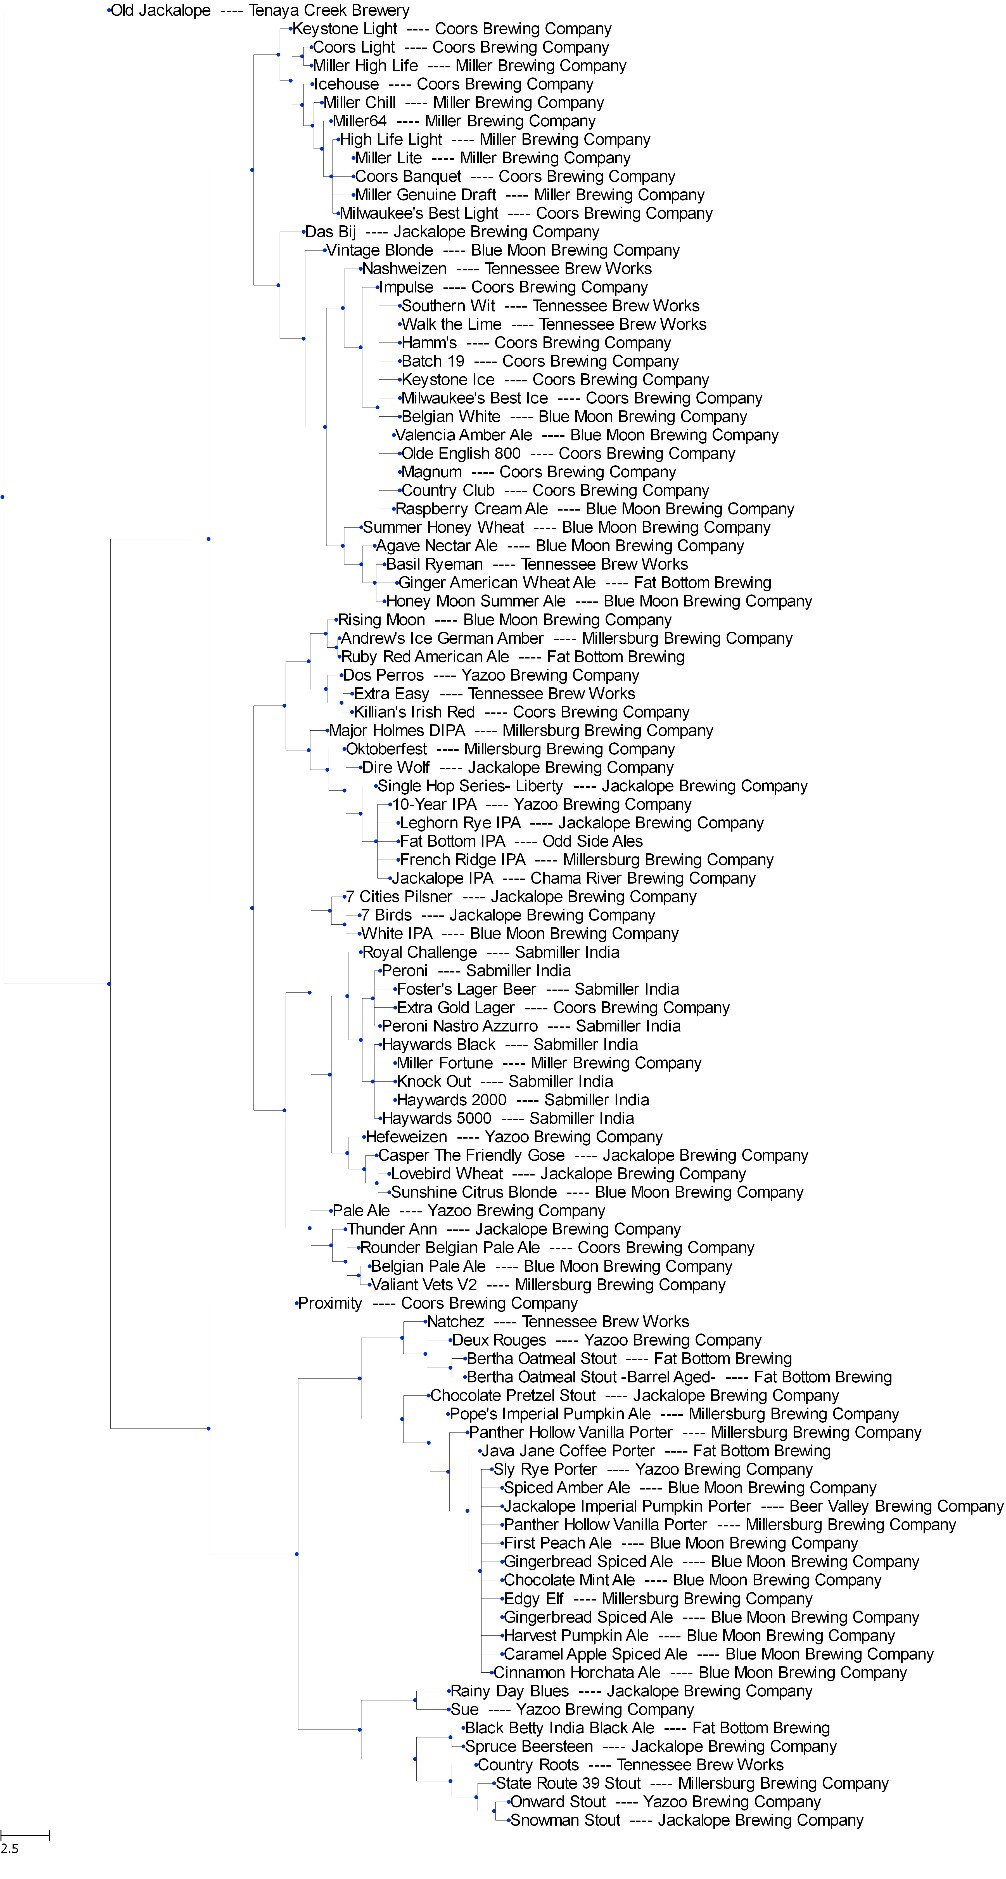 Old Jackalope ---- Tenaya Creek Brewery
Keystone Light ---- Coors Brewing Company
Coors Light ---- Coors Brewing Company
Miller High Life ---- Miller Brewing Company
Icehouse ---- Coors Brewing Company
Miller Chill ---- Miller Brewing Company
Miller64 ---- Miller Brewing Company
High Life Light ---- Miller Brewing Company
Miller Lite ---- Miller Brewing Company
Coors Banquet ---- Coors Brewing Company
Miller Genuine Draft ---- Miller Brewing Company
Milwaukee's Best Light ---- Coors Brewing Company
Das Bij ---- Jackalope Brewing Company
Vintage Blonde ---- Blue Moon Brewing Company
Nashweizen ---- Tennessee Brew Works
Impulse ---- Coors Brewing Company
Southern Wit ---- Tennessee Brew Works
Walk the Lime ---- Tennessee Brew Works
Hamm's ---- Coors Brewing Company
Batch 19 ---- Coors Brewing Company
Keystone Ice ---- Coors Brewing Company
Milwaukee's Best Ice ---- Coors Brewing Company
Belgian White ---- Blue Moon Brewing Company
Valencia Amber Ale ---- Blue Moon Brewing Company
Olde English 800 ---- Coors Brewing Company
Magnum ---- Coors Brewing Company
Country Club ---- Coors Brewing Company
Raspberry Cream Ale ---- Blue Moon Brewing Company
Summer Honey Wheat ---- Blue Moon Brewing Company
Agave Nectar Ale ---- Blue Moon Brewing Company
Basil Ryeman ---- Tennessee Brew Works
Ginger American Wheat Ale ---- Fat Bottom Brewing
Honey Moon Summer Ale ---- Blue Moon Brewing Company
Rising Moon ---- Blue Moon Brewing Company
Andrew's Ice German Amber ---- Millersburg Brewing Company
Ruby Red American Ale ---- Fat Bottom Brewing
Dos Perros ---- Yazoo Brewing Company
Extra Easy ---- Tennessee Brew Works
Killian's Irish Red ---- Coors Brewing Company
Major Holmes DIPA ---- Millersburg Brewing Company
Oktoberfest ---- Millersburg Brewing Company
Dire Wolf ---- Jackalope Brewing Company
Single Hop Series- Liberty ---- Jackalope Brewing Company
10-Year IPA ---- Yazoo Brewing Company
Leghorn Rye IPA ---- Jackalope Brewing Company
Fat Bottom IPA ---- Odd Side Ales
French Ridge IPA ---- Millersburg Brewing Company
Jackalope IPA ---- Chama River Brewing Company
7 Cities Pilsner ---- Jackalope Brewing Company
7 Birds ---- Jackalope Brewing Company
White IPA ---- Blue Moon Brewing Company
Royal Challenge ---- Sabmiller India
Peroni ---- Sabmiller India
Foster's Lager Beer ---- Sabmiller India
Extra Gold Lager ---- Coors Brewing Company
Peroni Nastro Azzurro ---- Sabmiller India
Haywards Black ---- Sabmiller India
Miller Fortune ---- Miller Brewing Company
Knock Out ---- Sabmiller India
Haywards 2000 ---- Sabmiller India
Haywards 5000 ---- Sabmiller India
Hefeweizen ---- Yazoo Brewing Company
Casper The Friendly Gose ---- Jackalope Brewing Company
Lovebird Wheat ---- Jackalope Brewing Company
Sunshine Citrus Blonde ---- Blue Moon Brewing Company
Pale Ale ---- Yazoo Brewing Company
Thunder Ann ---- Jackalope Brewing Company
Rounder Belgian Pale Ale ---- Coors Brewing Company
Belgian Pale Ale ---- Blue Moon Brewing Company
Valiant Vets V2 ---- Millersburg Brewing Company
Proximity ---- Coors Brewing Company
Natchez ---- Tennessee Brew Works
Deux Rouges ---- Yazoo Brewing Company
Bertha Oatmeal Stout ---- Fat Bottom Brewing
Bertha Oatmeal Stout -Barrel Aged- ---- Fat Bottom Brewing
Chocolate Pretzel Stout ---- Jackalope Brewing Company
Pope's Imperial Pumpkin Ale ---- Millersburg Brewing Company
Panther Hollow Vanilla Porter ---- Millersburg Brewing Company
Java Jane Coffee Porter ---- Fat Bottom Brewing
Sly Rye Porter ---- Yazoo Brewing Company
Spiced Amber Ale ---- Blue Moon Brewing Company
Jackalope Imperial Pumpkin Porter ---- Beer Valley Brewing Company
Panther Hollow Vanilla Porter ---- Millersburg Brewing Company
First Peach Ale ---- Blue Moon Brewing Company
Gingerbread Spiced Ale ---- Blue Moon Brewing Company
Chocolate Mint Ale ---- Blue Moon Brewing Company
Edgy Elf ---- Millersburg Brewing Company
Gingerbread Spiced Ale ---- Blue Moon Brewing Company
Harvest Pumpkin Ale ---- Blue Moon Brewing Company
Caramel Apple Spiced Ale ---- Blue Moon Brewing Company
Cinnamon Horchata Ale ---- Blue Moon Brewing Company
Rainy Day Blues ---- Jackalope Brewing Company
Sue ---- Yazoo Brewing Company
Black Betty India Black Ale ---- Fat Bottom Brewing
Spruce Beersteen ---- Jackalope Brewing Company
Country Roots ---- Tennessee Brew Works
State Route 39 Stout ---- Millersburg Brewing Company
Onward Stout ---- Yazoo Brewing Company
Snowman Stout ---- Jackalope Brewing Company
2.5